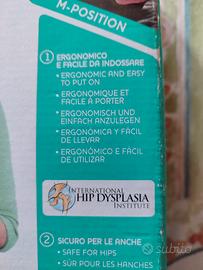 M-POSITION
1 ERGONOMICO
E FACILE DA INDOSSARE
• ERGONOMIC AND EASY
TO PUT ON
• ERGONOMIQUE ET
FACILE À PORTER
• ERGONOMISCH UND
EINFACH ANZULEGEN
• ERGONÓMICA Y FÁCIL
DE LLEVAR
• ERGONÓMICO E FÁCIL
DE UTILIZAR
INTERNATIONAL
HIP DYSPLASIA
INSTITUTE
2 SICURO PER LE ANCHE
• SAFE FOR HIPS
• SÛR POUR LES HANCHES
subito